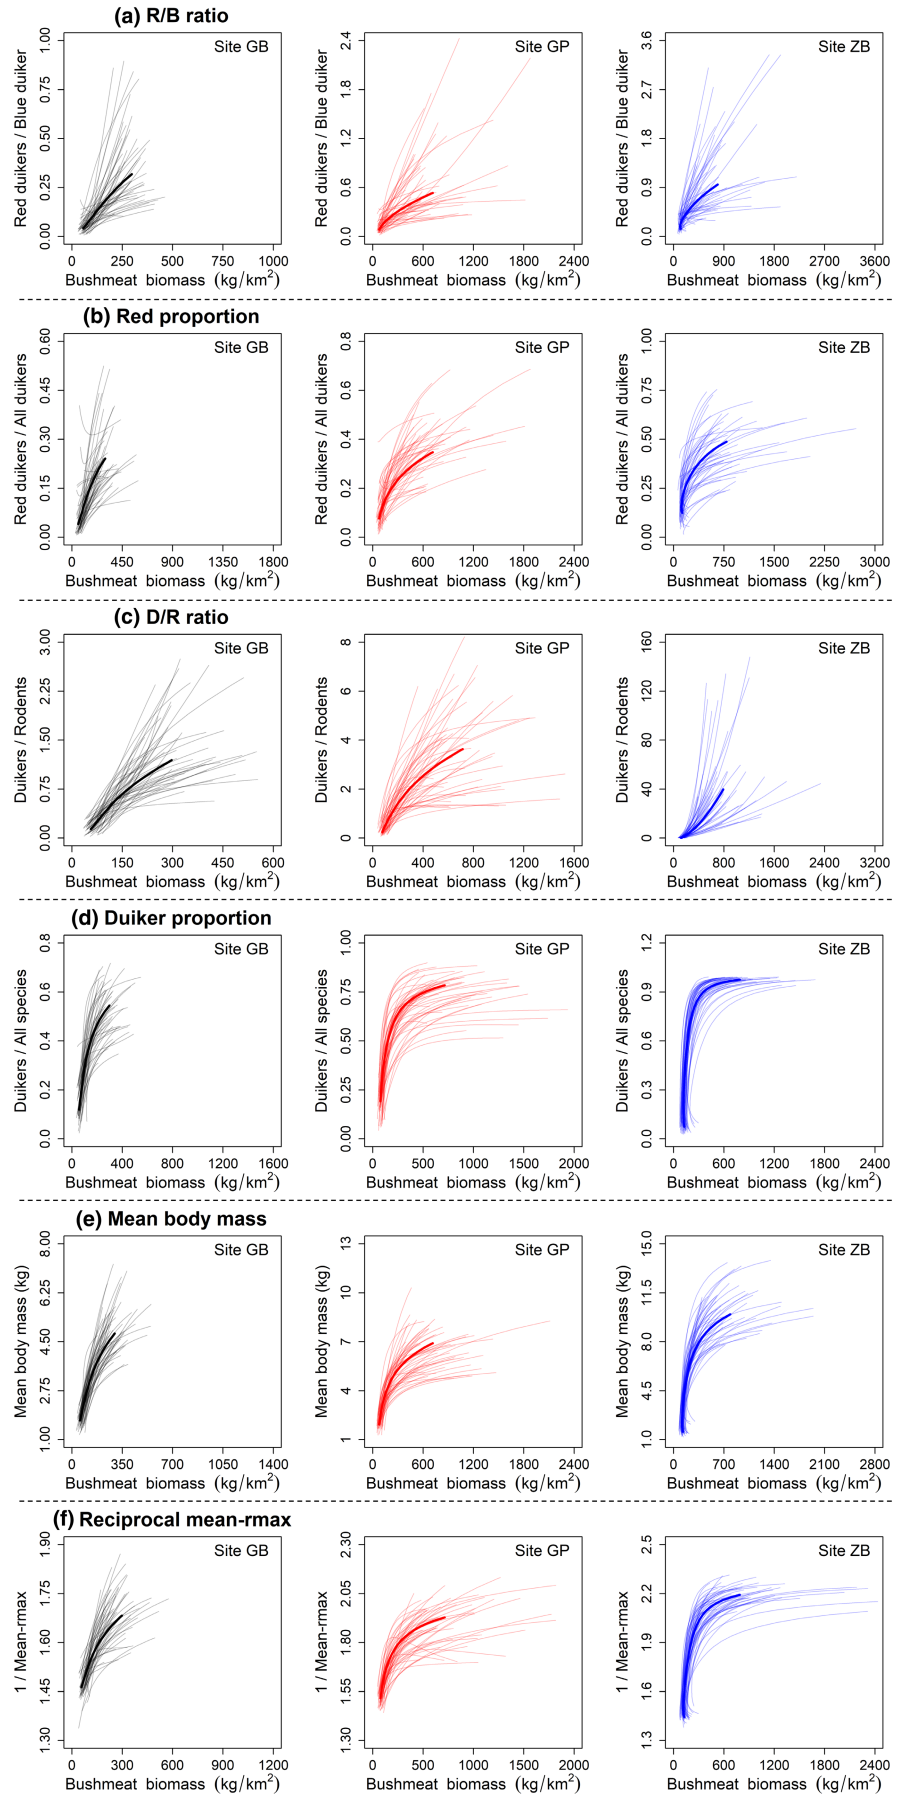 (a) R/B ratio
Red duikers / Blue duiker
0.00 0.25 0.50 0.75 1.00
Site GB
0 250 500 750 1000
Bushmeat biomass (kg/km2)
Red duikers / Blue duiker
0.0 0.6 1.2 1.8 2.4
Site GP
0 600 1200 1800 2400
Bushmeat biomass (kg/km2)
Red duikers / Blue duiker
0.0 0.9 1.8 2.7 3.6
Site ZB
0 900 1800 2700 3600
Bushmeat biomass (kg/km2)
(b) Red proportion
Red duikers / All duikers
0.00 0.15 0.30 0.45 0.60
Site GB
0 450 900 1350 1800
Bushmeat biomass (kg/km2)
Red duikers / All duikers
0.0 0.2 0.4 0.6 0.8
Site GP
0 600 1200 1800 2400
Bushmeat biomass (kg/km2)
Red duikers / All duikers
0.00 0.25 0.50 0.75 1.00
Site ZB
0 750 1500 2250 3000
Bushmeat biomass (kg/km2)
(c) D/R ratio
Duikers / Rodents
0.00 0.75 1.50 2.25 3.00
Site GB
0 150 300 450 600
Bushmeat biomass (kg/km2)
Duikers / Rodents
0 2 4 6 8
Site GP
0 400 800 1200 1600
Bushmeat biomass (kg/km2)
Duikers / Rodents
0 40 80 120 160
Site ZB
0 800 1600 2400 3200
Bushmeat biomass (kg/km2)
(d) Duiker proportion
Duikers / All species
0.0 0.2 0.4 0.6 0.8
Site GB
0 400 800 1200 1600
Bushmeat biomass (kg/km2)
Duikers / All species
0.00 0.25 0.50 0.75 1.00
Site GP
0 500 1000 1500 2000
Bushmeat biomass (kg/km2)
Duikers / All species
0.0 0.3 0.6 0.9 1.2
Site ZB
0 600 1200 1800 2400
Bushmeat biomass (kg/km2)
(e) Mean body mass
Mean body mass (kg)
1.00 2.75 4.50 6.25 8.00
Site GB
0 350 700 1050 1400
Bushmeat biomass (kg/km2)
Mean body mass (kg)
1 4 7 10 13
Site GP
0 600 1200 1800 2400
Bushmeat biomass (kg/km2)
Mean body mass (kg)
1.0 4.5 8.0 11.5 15.0
Site ZB
0 700 1400 2100 2800
Bushmeat biomass (kg/km2)
(f) Reciprocal mean-rmax
1 / Mean-rmax
1.30 1.45 1.60 1.75 1.90
Site GB
0 300 600 900 1200
Bushmeat biomass (kg/km2)
1 / Mean-rmax
1.30 1.55 1.80 2.05 2.30
Site GP
0 500 1000 1500 2000
Bushmeat biomass (kg/km2)
1 / Mean-rmax
1.3 1.6 1.9 2.2 2.5
Site ZB
0 600 1200 1800 2400
Bushmeat biomass (kg/km2)